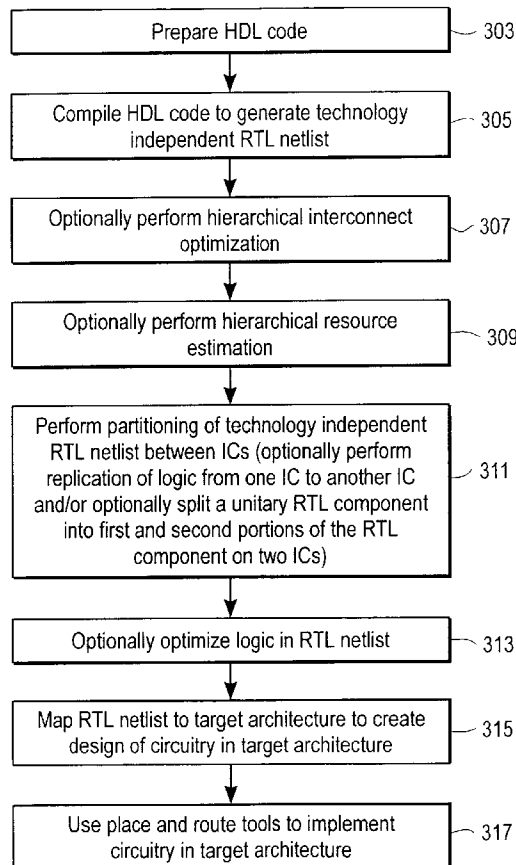 Prepare HDL code
303
Compile HDL code to generate technology
independent RTL netlist
305
Optionally perform hierarchical interconnect
optimization
307
Optionally perform hierarchical resource
estimation
309
Perform partitioning of technology independent
RTL netlist between ICs (optionally perform
replication of logic from one IC to another IC
and/or optionally split a unitary RTL component
into first and second portions of the RTL
component on two ICs)
311
Optionally optimize logic in RTL netlist
313
Map RTL netlist to target architecture to create
design of circuitry in target architecture
315
Use place and route tools to implement
circuitry in target architecture
317